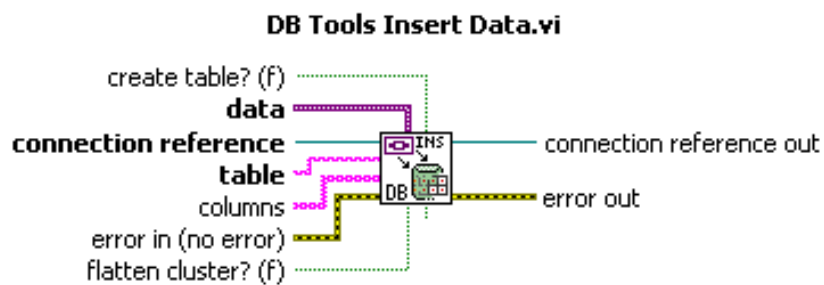 DB Tools Insert Data.vi
create table? (f)
data
connection reference
table
columns
error in (no error)
flatten cluster? (f)
INS
DB
connection reference out
error out